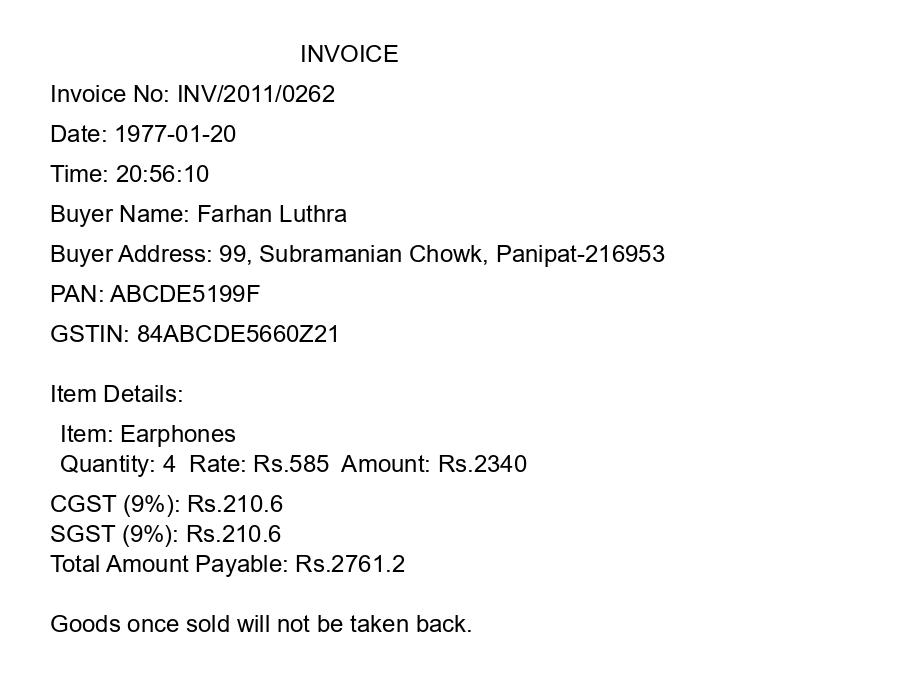 INVOICE
Invoice No: INV/2011/0262
Date: 1977-01-20
Time: 20:56:10
Buyer Name: Farhan Luthra
Buyer Address: 99, Subramanian Chowk, Panipat-216953
PAN: ABCDE5199F
GSTIN: 84ABCDE5660Z21
Item Details:
Item: Earphones
Quantity: 4  Rate: Rs.585  Amount: Rs.2340
CGST (9%): Rs.210.6
SGST (9%): Rs.210.6
Total Amount Payable: Rs.2761.2
Goods once sold will not be taken back.